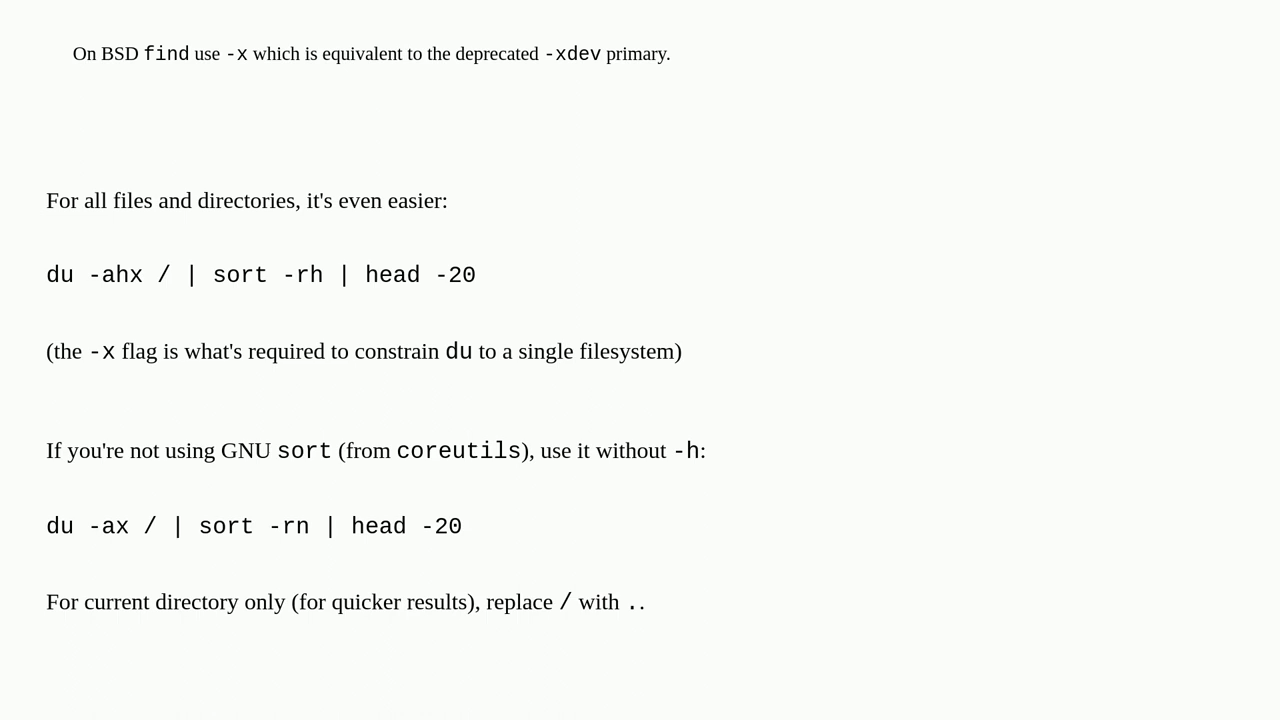 On BSD find use -x which is equivalent to the deprecated -xdev primary.
For all files and directories, it's even easier:
du -ahx / | sort -rh | head -20
(the -x flag is what's required to constrain du to a single filesystem)
If you're not using GNU sort (from coreutils), use it without -h:
du -ax / | sort -rn | head -20
For current directory only (for quicker results), replace / with ..